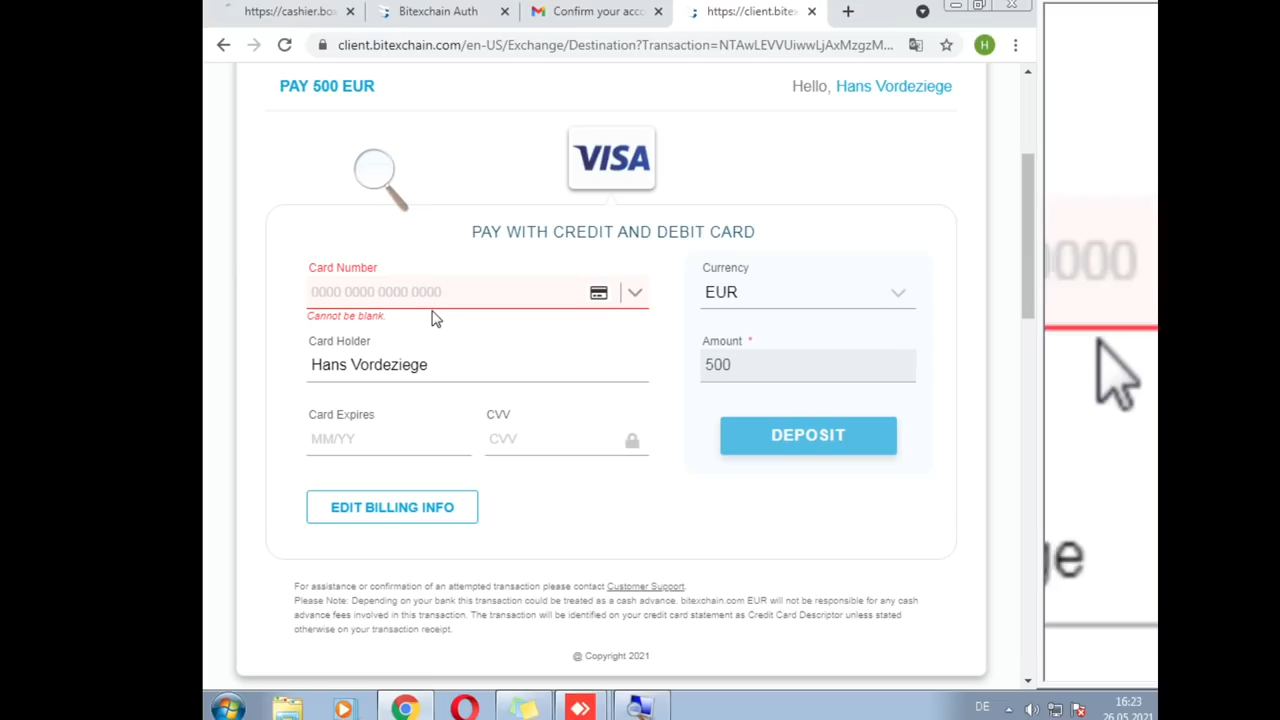 https://cashier.bo
Bitexchain Auth
Confirm your acc
https://client.bitex
client.bitexchain.com/en-US/Exchange/Destination?Transaction=NTAwLEVVUiwwLjAxMzgzM...
H
PAY 500 EUR
Hello, Hans Vordeziege
VISA
PAY WITH CREDIT AND DEBIT CARD
Card Number
0000 0000 0000 0000
Cannot be blank.
Currency
EUR
Card Holder
Hans Vordeziege
Amount *
500
Card Expires
MM/YY
CVV
CVV
DEPOSIT
EDIT BILLING INFO
For assistance or confirmation of an attempted transaction please contact Customer Support.
Please Note: Depending on your bank this transaction could be treated as a cash advance. bitexchain.com EUR will not be responsible for any cash
advance fees involved in this transaction. The transaction will be identified on your credit card statement as Credit Card Descriptor unless stated
otherwise on your transaction receipt.
@ Copyright 2021
0000
ge
DE
16:23
26.05.2021